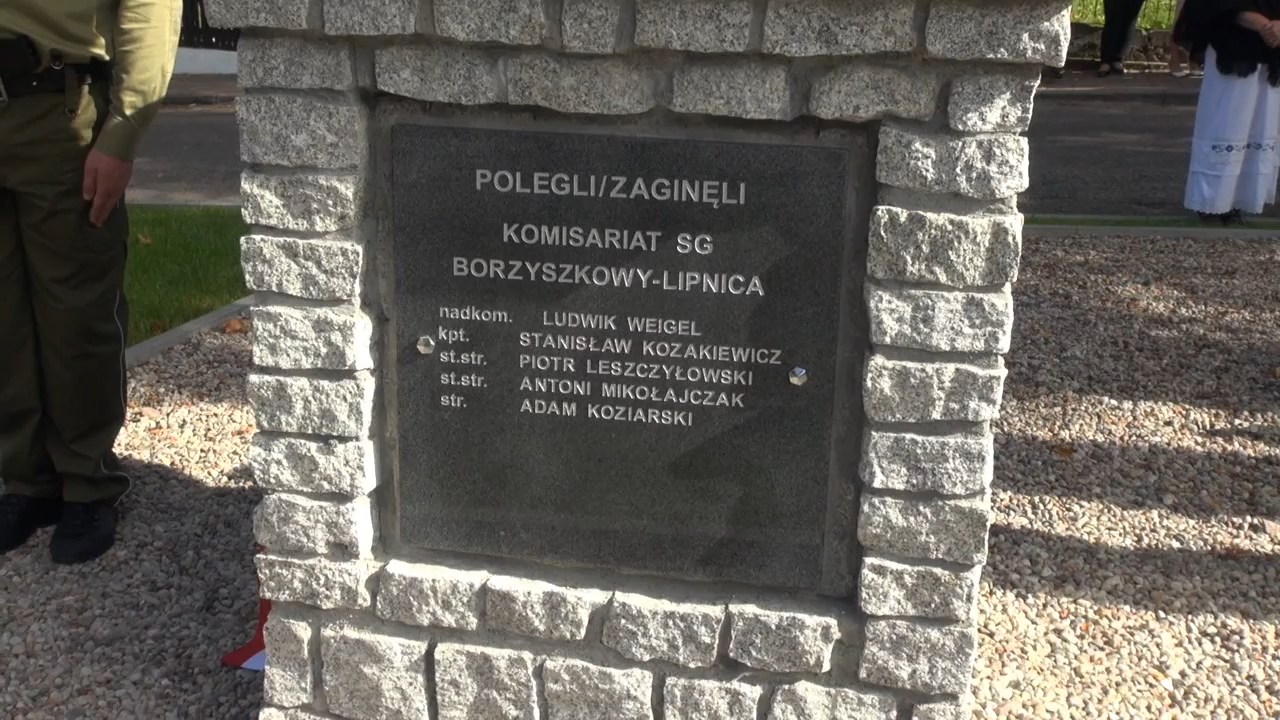 POLEGLI/ZAGINĘLI
KOMISARIAT SG
BORZYSZKOWY-LIPNICA
nadkom. LUDWIK WEIGEL
kpt. STANISŁAW KOZAKIEWICZ
st.str. PIOTR LESZCZYŁOWSKI
st.str. ANTONI MIKOŁAJCZAK
str. ADAM KOZIARSKI